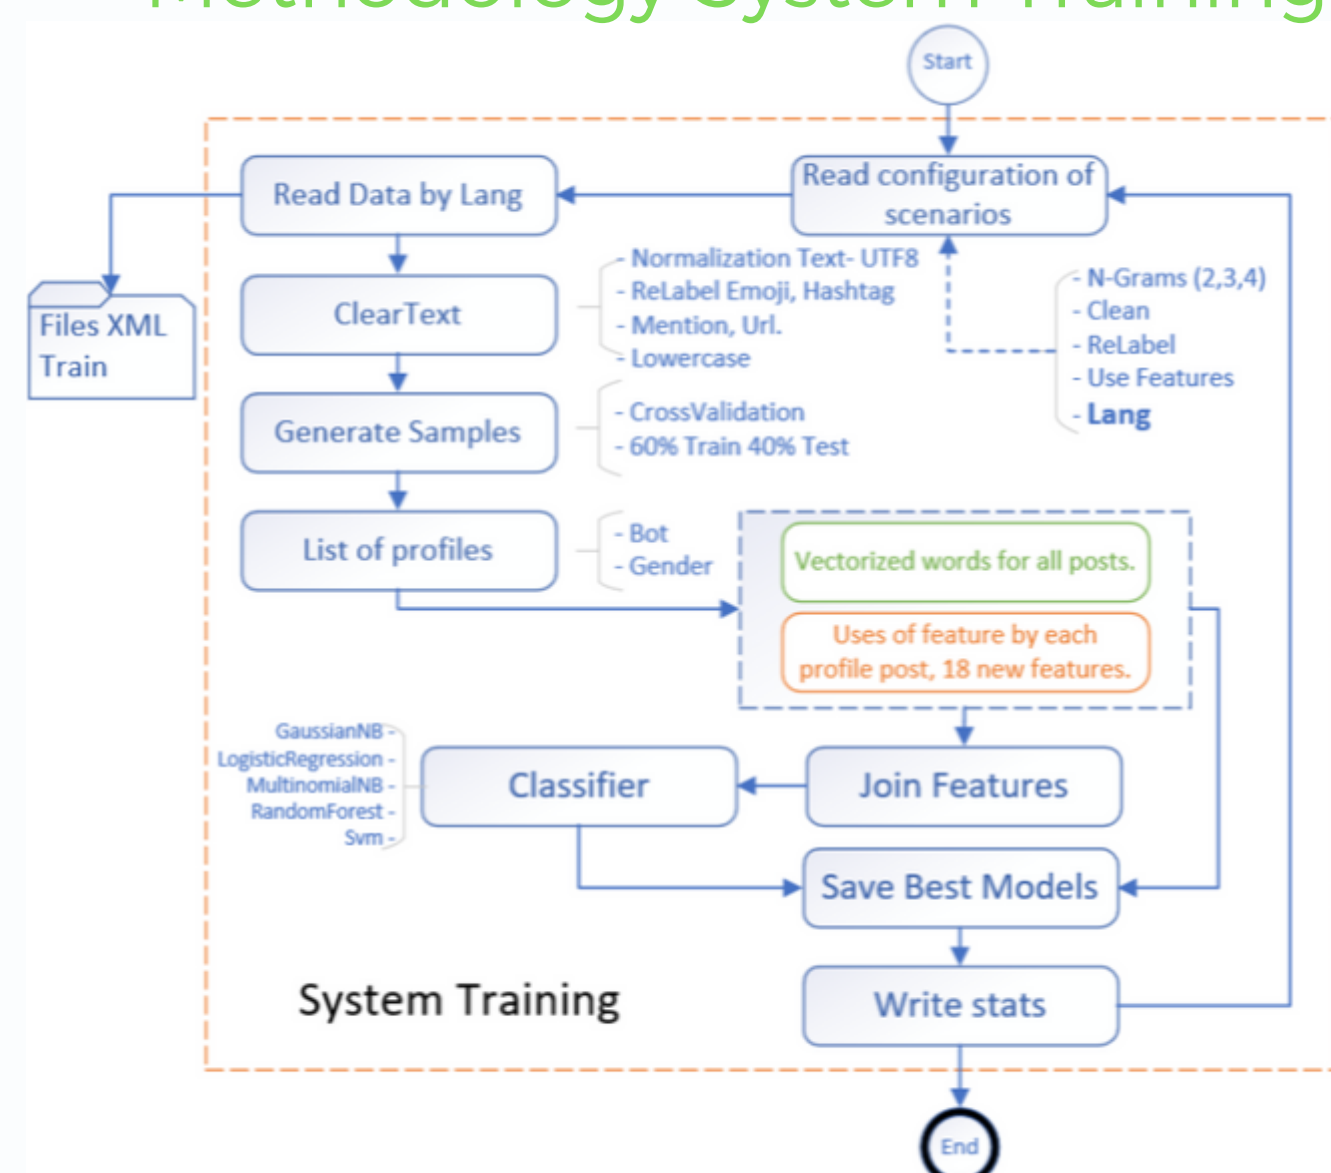 Methodology System Training
Start
Read configuration of
scenarios
Read Data by Lang
Files XML
Train
ClearText
- Normalization Text- UTF8
- ReLabel Emoji, Hashtag
- Mention, Url.
- Lowercase
- N-Grams (2,3,4)
- Clean
- ReLabel
- Use Features
- Lang
Generate Samples
- CrossValidation
- 60% Train 40% Test
List of profiles
- Bot
- Gender
Vectorized words for all posts.
Uses of feature by each
profile post, 18 new features.
GaussianNB -
LogisticRegression -
MultinomialNB -
RandomForest -
Svm -
Classifier
Join Features
Save Best Models
System Training
Write stats
End